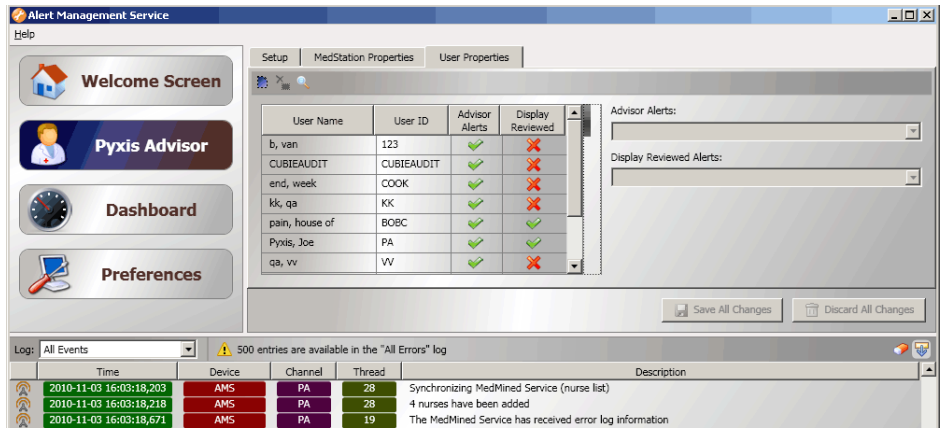 Alert Management Service
Help
Welcome Screen
Pyxis Advisor
Dashboard
Preferences
Setup MedStation Properties User Properties
User Name User ID Advisor Alerts Display Reviewed
b, van 123
CUBIEAUDIT CUBIEAUDIT
end, week COOK
kk, qa KK
pain, house of BOBC
Pyxis, Joe PA
qa, vv VV
Advisor Alerts:
Display Reviewed Alerts:
Save All Changes Discard All Changes
Log: All Events 500 entries are available in the "All Errors" log
Time Device Channel Thread Description
2010-11-03 16:03:18,203 AMS PA 28 Synchronizing MedMined Service (nurse list)
2010-11-03 16:03:18,218 AMS PA 28 4 nurses have been added
2010-11-03 16:03:18,671 AMS PA 19 The MedMined Service has received error log information